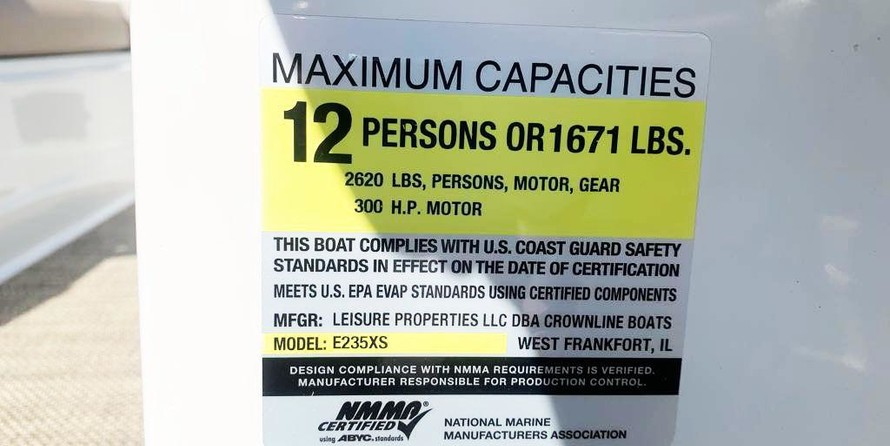 MAXIMUM CAPACITIES
12 PERSONS OR 1671 LBS.
2620 LBS, PERSONS, MOTOR, GEAR
300 H.P. MOTOR
THIS BOAT COMPLIES WITH U.S. COAST GUARD SAFETY
STANDARDS IN EFFECT ON THE DATE OF CERTIFICATION
MEETS U.S. EPA EVAP STANDARDS USING CERTIFIED COMPONENTS
MFGR: LEISURE PROPERTIES LLC DBA CROWNLINE BOATS
MODEL: E235XS WEST FRANKFORT, IL
DESIGN COMPLIANCE WITH NMMA REQUIREMENTS IS VERIFIED.
MANUFACTURER RESPONSIBLE FOR PRODUCTION CONTROL.
NMMA®
CERTIFIED
using ABYC. standards
NATIONAL MARINE
MANUFACTURERS ASSOCIATION